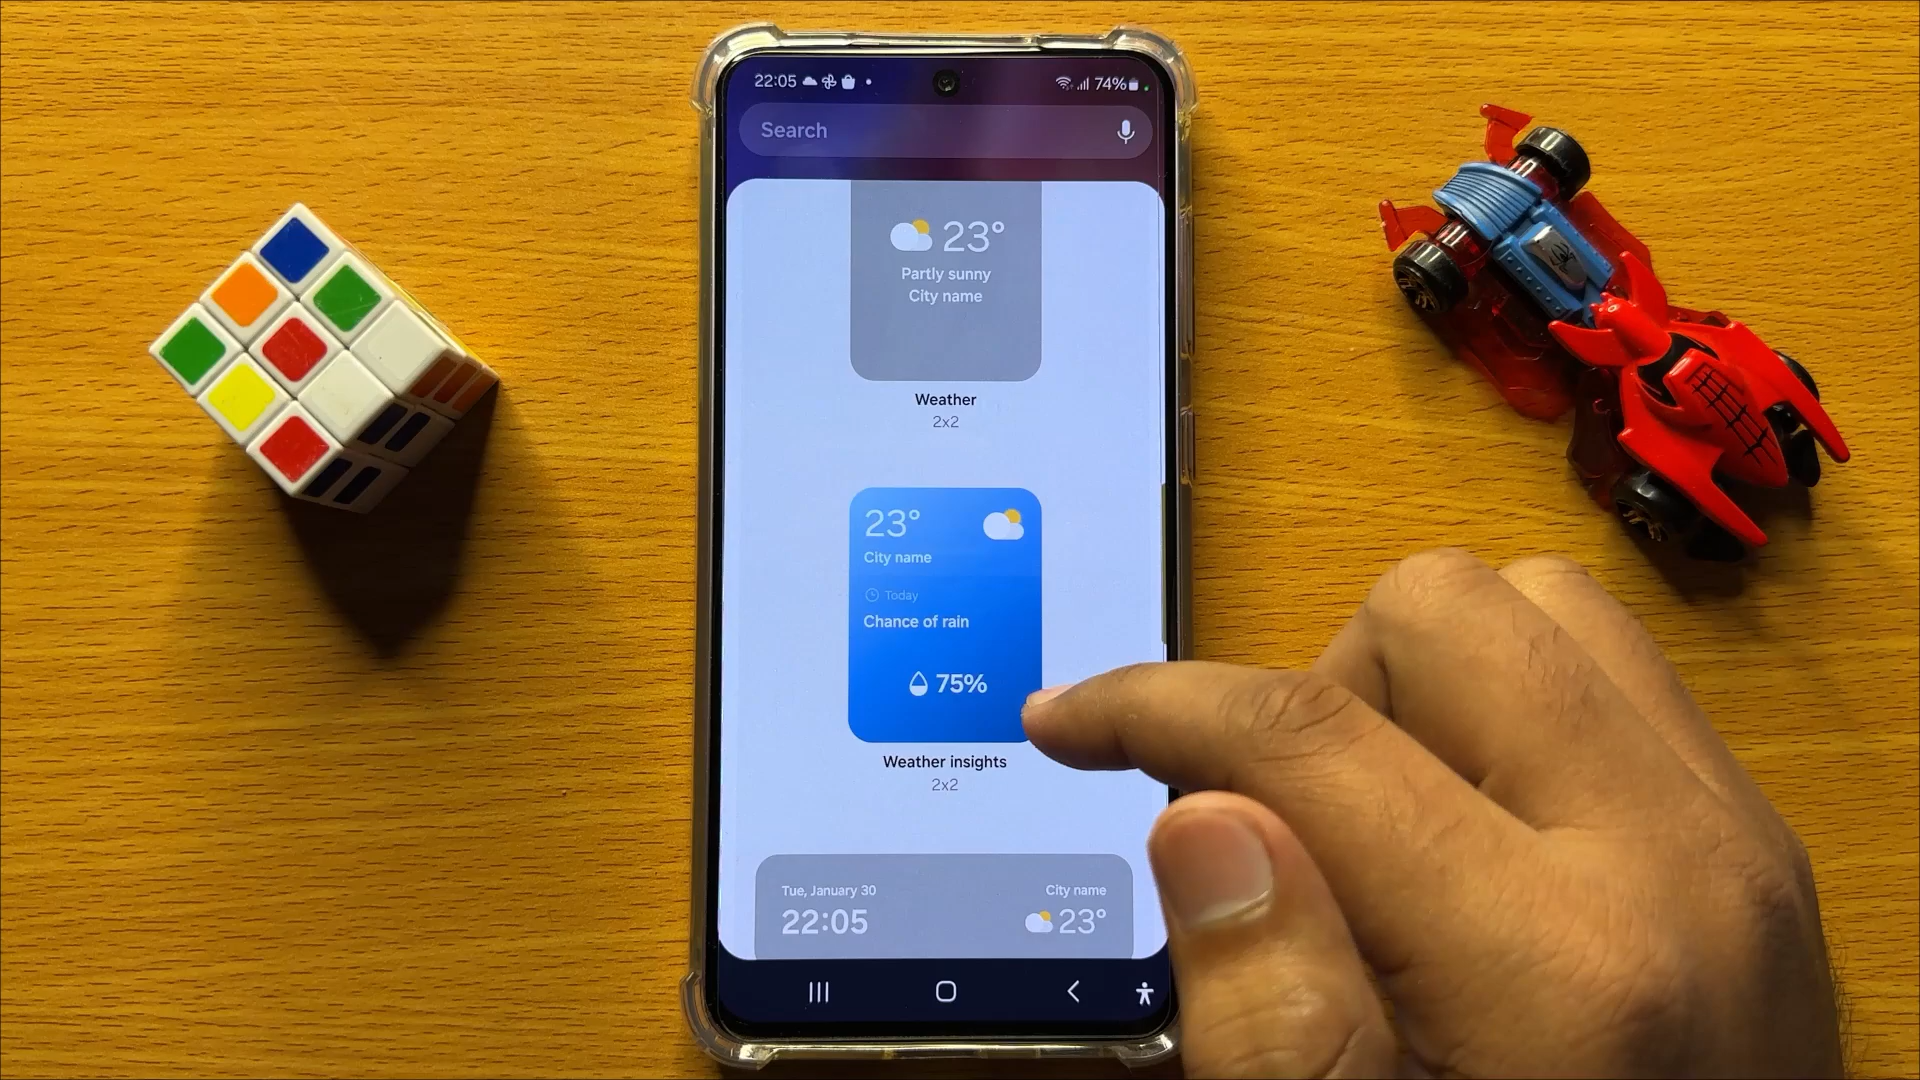 22:05
74%
Search
23°
Partly sunny
City name
Weather
2x2
23°
City name
Today
Chance of rain
75%
Weather insights
2x2
Tue, January 30
City name
22:05
23°